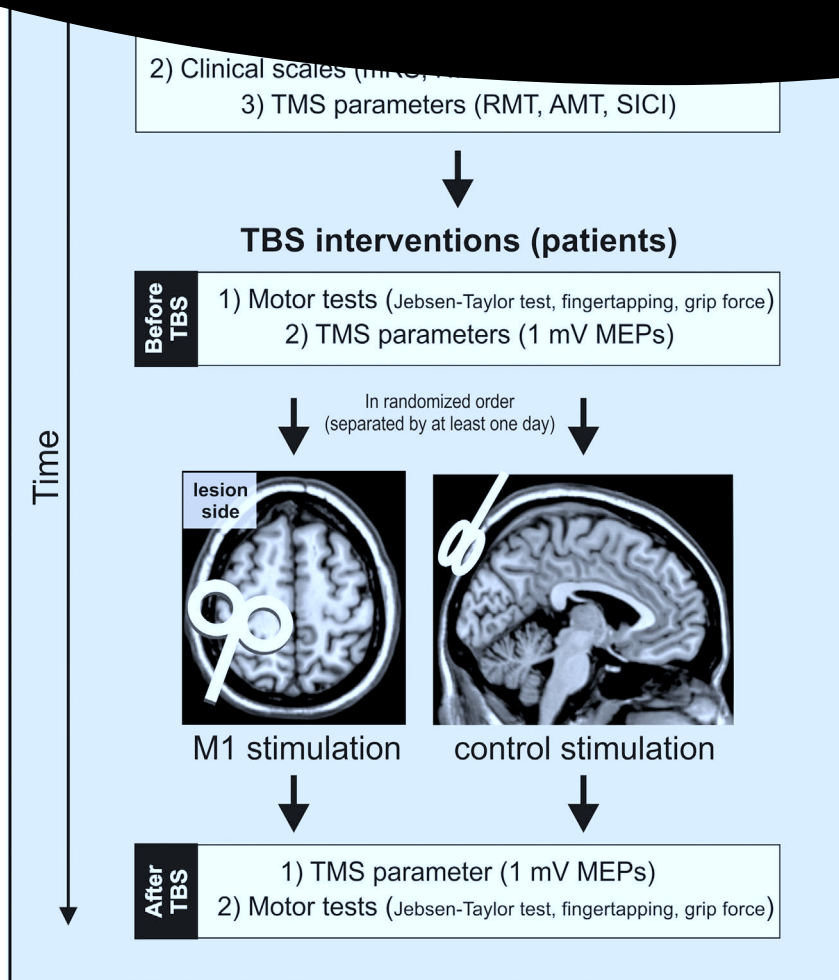 2) Clinical scales (mRS,
3) TMS parameters (RMT, AMT, SICI)
TBS interventions (patients)
Before
TBS
1) Motor tests (Jebsen-Taylor test, fingertapping, grip force)
2) TMS parameters (1 mV MEPs)
In randomized order
(separated by at least one day)
Time
lesion
side
M1 stimulation
control stimulation
After
TBS
1) TMS parameter (1 mV MEPs)
2) Motor tests (Jebsen-Taylor test, fingertapping, grip force)